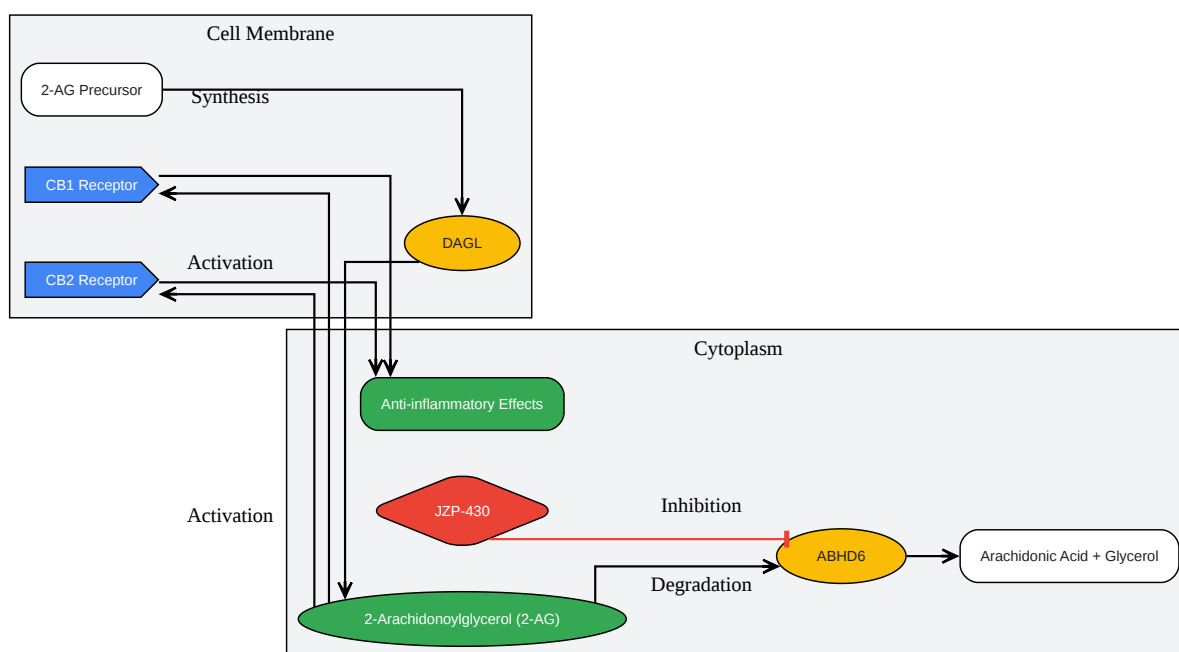 Cell Membrane
2-AG Precursor
Synthesis
CB1 Receptor
DAGL
CB2 Receptor
Activation
Cytoplasm
Anti-inflammatory Effects
JZP-430
Inhibition
Activation
ABHD6
Arachidonic Acid + Glycerol
Degradation
2-Arachidonoylglycerol (2-AG)